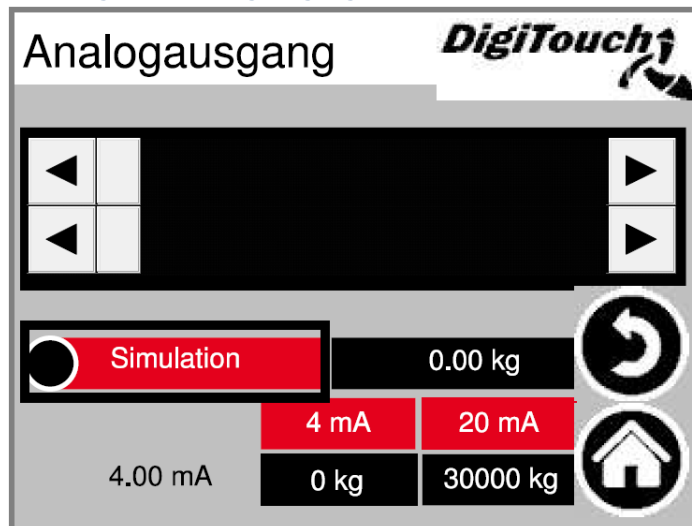 Analogausgang
DigiTouch
Simulation
0.00 kg
4 mA
20 mA
4.00 mA
0 kg
30000 kg